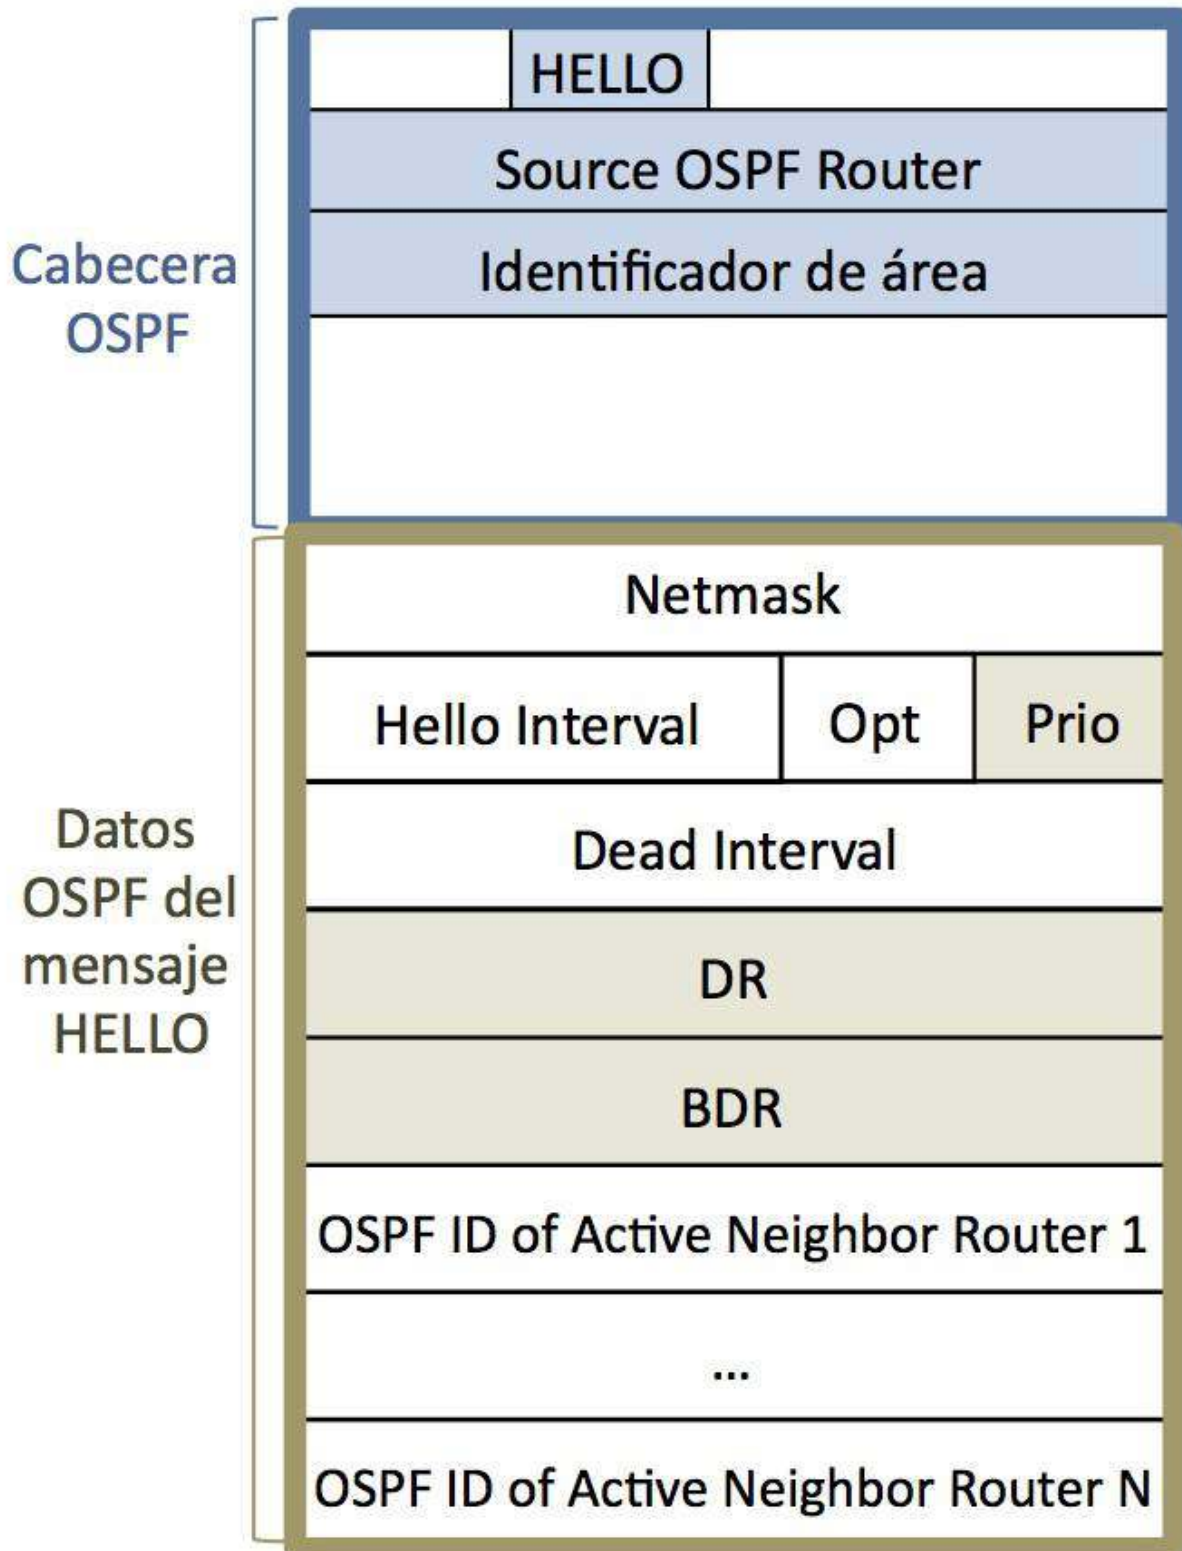 HELLO
Source OSPF Router
Identificador de área
Cabecera
OSPF
Netmask
Hello Interval Opt Prio
Dead Interval
DR
BDR
OSPF ID of Active Neighbor Router 1
...
OSPF ID of Active Neighbor Router N
Datos
OSPF del
mensaje
HELLO